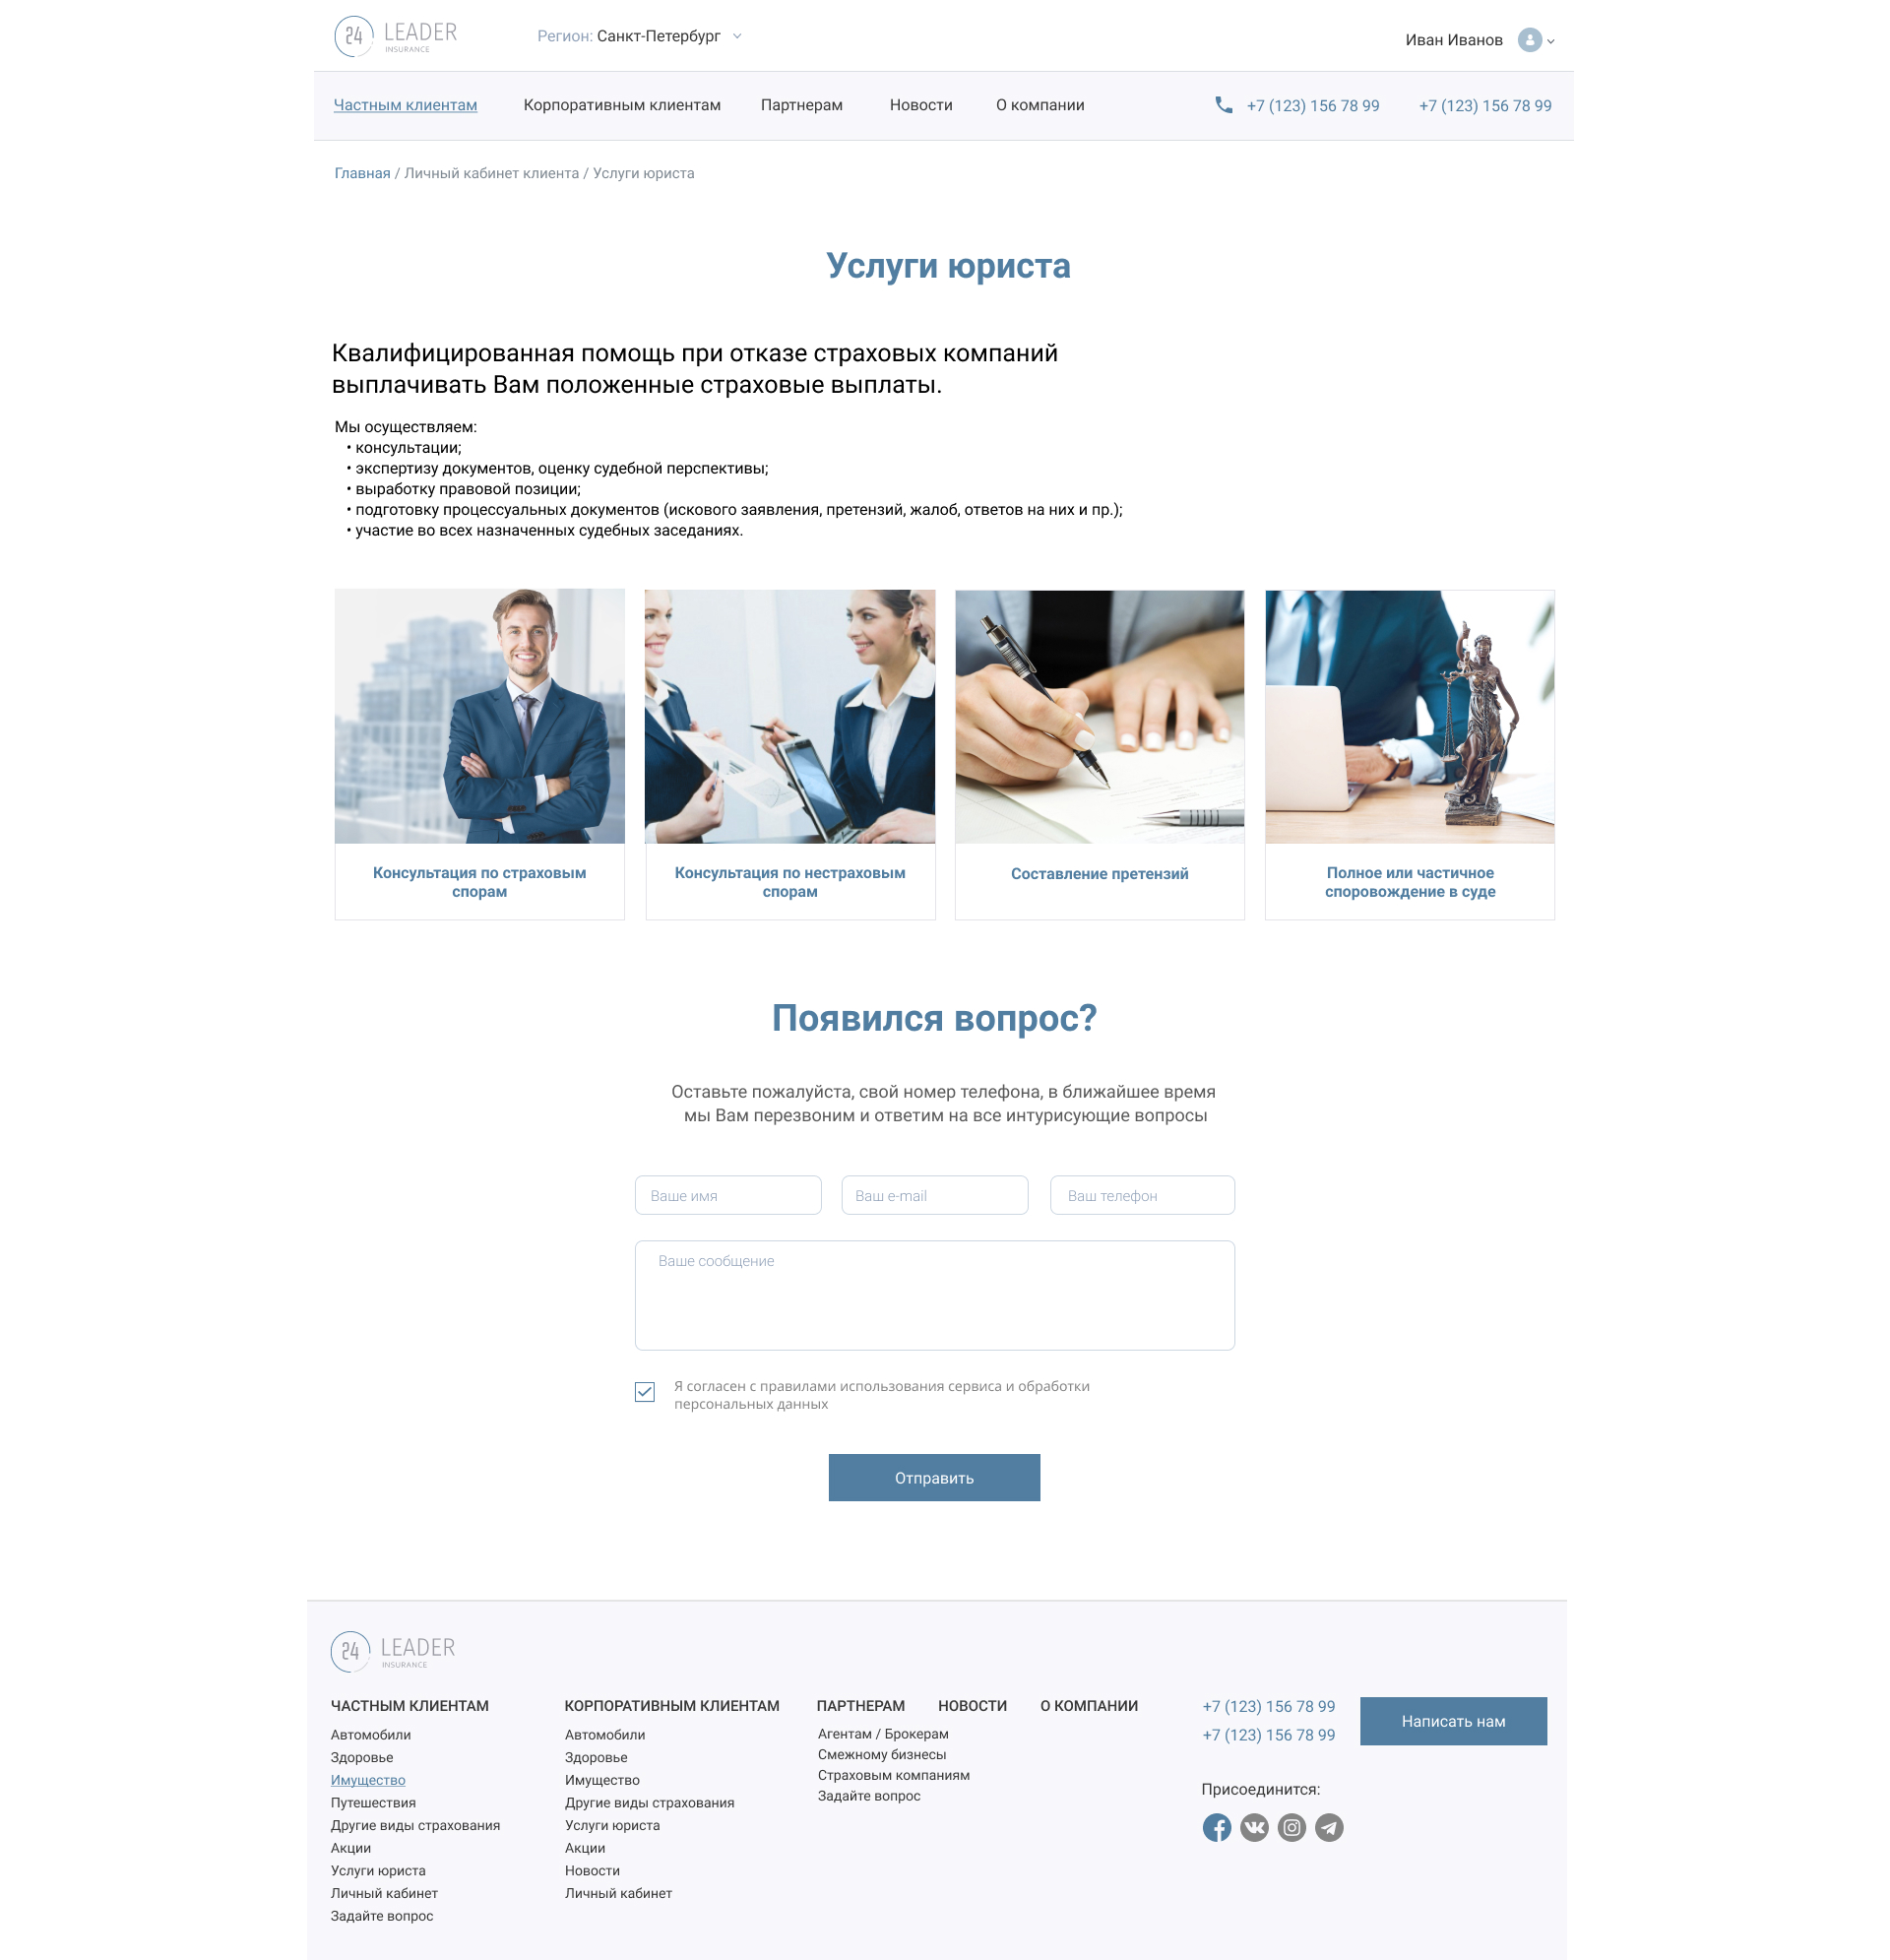 24 LEADER
INSURANCE
Регион: Санкт-Петербург
Иван Иванов
Частным клиентам
Корпоративным клиентам
Партнерам
Новости
О компании
+7 (123) 156 78 99
+7 (123) 156 78 99
Главная / Личный кабинет клиента / Услуги юриста
Услуги юриста
Квалифицированная помощь при отказе страховых компаний
выплачивать Вам положенные страховые выплаты.
Мы осуществляем:
• консультации;
• экспертизу документов, оценку судебной перспективы;
• выработку правовой позиции;
• подготовку процессуальных документов (искового заявления, претензий, жалоб, ответов на них и пр.);
• участие во всех назначенных судебных заседаниях.
Консультация по страховым
спорам
Консультация по нестраховым
спорам
Составление претензий
Полное или частичное
споровождение в суде
Появился вопрос?
Оставьте пожалуйста, свой номер телефона, в ближайшее время
мы Вам перезвоним и ответим на все интурисующие вопросы
Ваше имя
Ваш e-mail
Ваш телефон
Ваше сообщение
Я согласен с правилами использования сервиса и обработки
персональных данных
Отправить
24 LEADER
INSURANCE
ЧАСТНЫМ КЛИЕНТАМ
Автомобили
Здоровье
Имущество
Путешествия
Другие виды страхования
Акции
Услуги юриста
Личный кабинет
Задайте вопрос
КОРПОРАТИВНЫМ КЛИЕНТАМ
Автомобили
Здоровье
Имущество
Другие виды страхования
Услуги юриста
Акции
Новости
Личный кабинет
ПАРТНЕРАМ
Агентам / Брокерам
Смежному бизнесы
Страховым компаниям
Задайте вопрос
НОВОСТИ
О КОМПАНИИ
+7 (123) 156 78 99
+7 (123) 156 78 99
Написать нам
Присоединится: